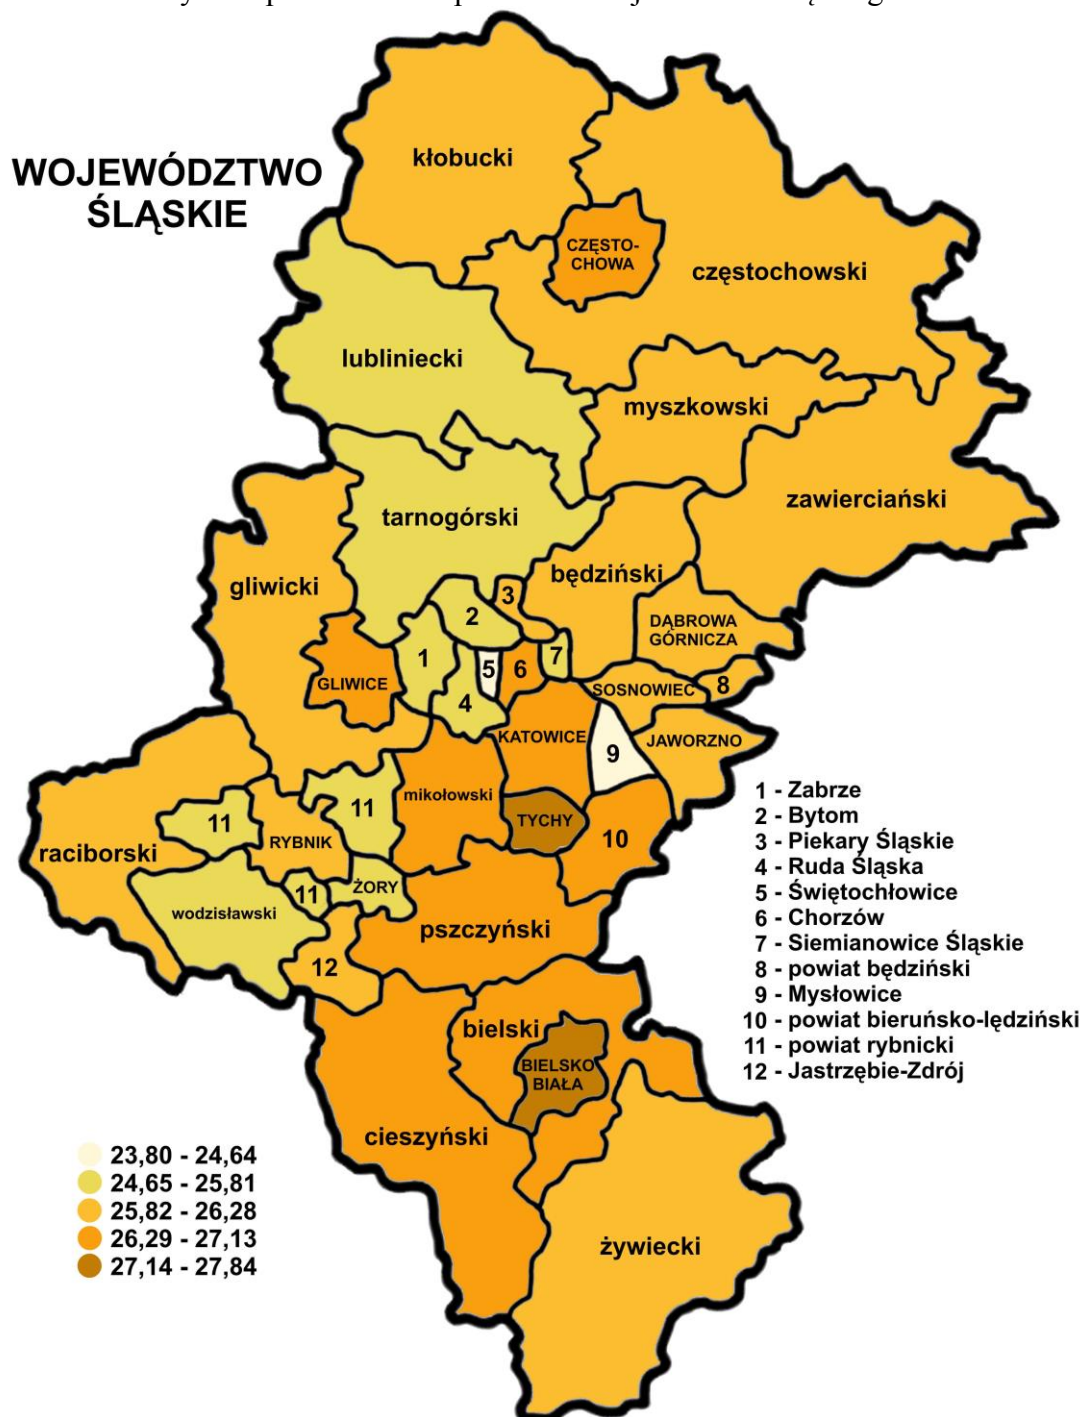 WOJEWÓDZTWO
ŚLĄSKIE
kłobucki
CZĘSTO-
CHOWA
częstochowski
lubliniecki
myszkowski
zawierciański
tarnogórski
gliwicki
będziński
3
2
DĄBROWA
GÓRNICZA
1
5
6
7
GLIWICE
SOSNOWIEC
8
4
KATOWICE
9
JAWORZNO
mikołowski
11
11
TYCHY
10
RYBNIK
raciborski
ŻORY
11
wodzisławski
pszczyński
12
bielski
BIELSKO
BIAŁA
cieszyński
żywiecki
1 - Zabrze
2 - Bytom
3 - Piekary Śląskie
4 - Ruda Śląska
5 - Świętochłowice
6 - Chorzów
7 - Siemianowice Śląskie
8 - powiat będziński
9 - Mysłowice
10 - powiat bieruńsko-lędziński
11 - powiat rybnicki
12 - Jastrzębie-Zdrój
23,80 - 24,64
24,65 - 25,81
25,82 - 26,28
26,29 - 27,13
27,14 - 27,84